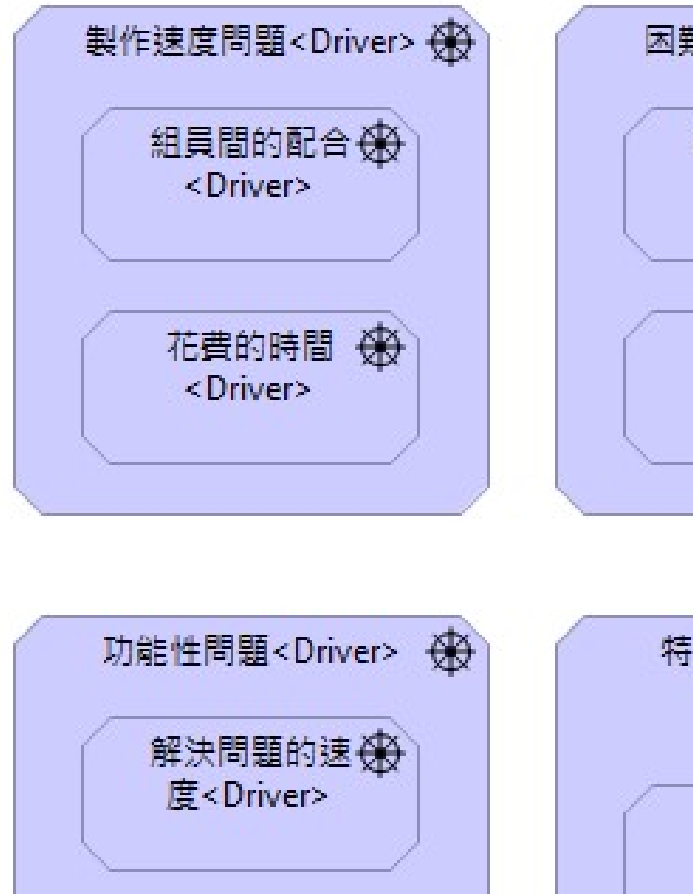 製作速度問題<Driver>
組員間的配合
<Driver>
花費的時間
<Driver>
困
功能性問題<Driver>
解決問題的速
度<Driver>
特